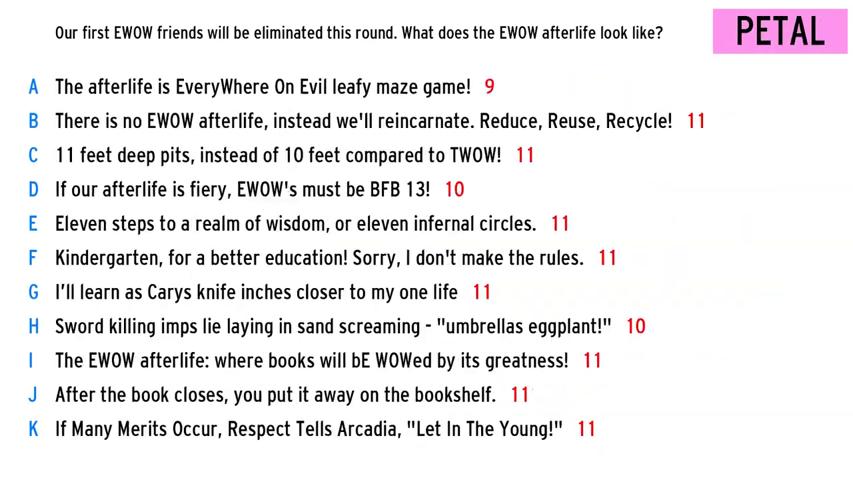 Our first EWOW friends will be eliminated this round. What does the EWOW afterlife look like?
PETAL
A The afterlife is EveryWhere On Evil leafy maze game! 9
B There is no EWOW afterlife, instead we'll reincarnate. Reduce, Reuse, Recycle! 11
C 11 feet deep pits, instead of 10 feet compared to TWOW! 11
D If our afterlife is fiery, EWOW's must be BFB 13! 10
E Eleven steps to a realm of wisdom, or eleven infernal circles. 11
F Kindergarten, for a better education! Sorry, I don't make the rules. 11
G I’ll learn as Carys knife inches closer to my one life 11
H Sword killing imps lie laying in sand screaming - "umbrellas eggplant!" 10
I The EWOW afterlife: where books will bE WOWed by its greatness! 11
J After the book closes, you put it away on the bookshelf. 11
K If Many Merits Occur, Respect Tells Arcadia, "Let In The Young!" 11